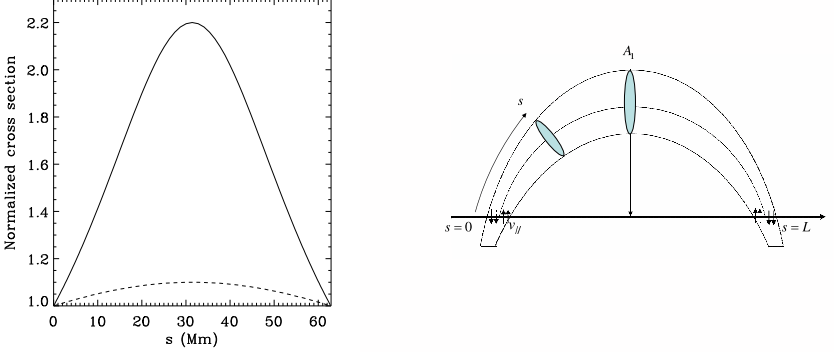 Normalized cross section
2.2
2.0
1.8
1.6
1.4
1.2
1.0
0 10 20 30 40 50 60
s (Mm)
A1
s
s = 0
v//
s = L